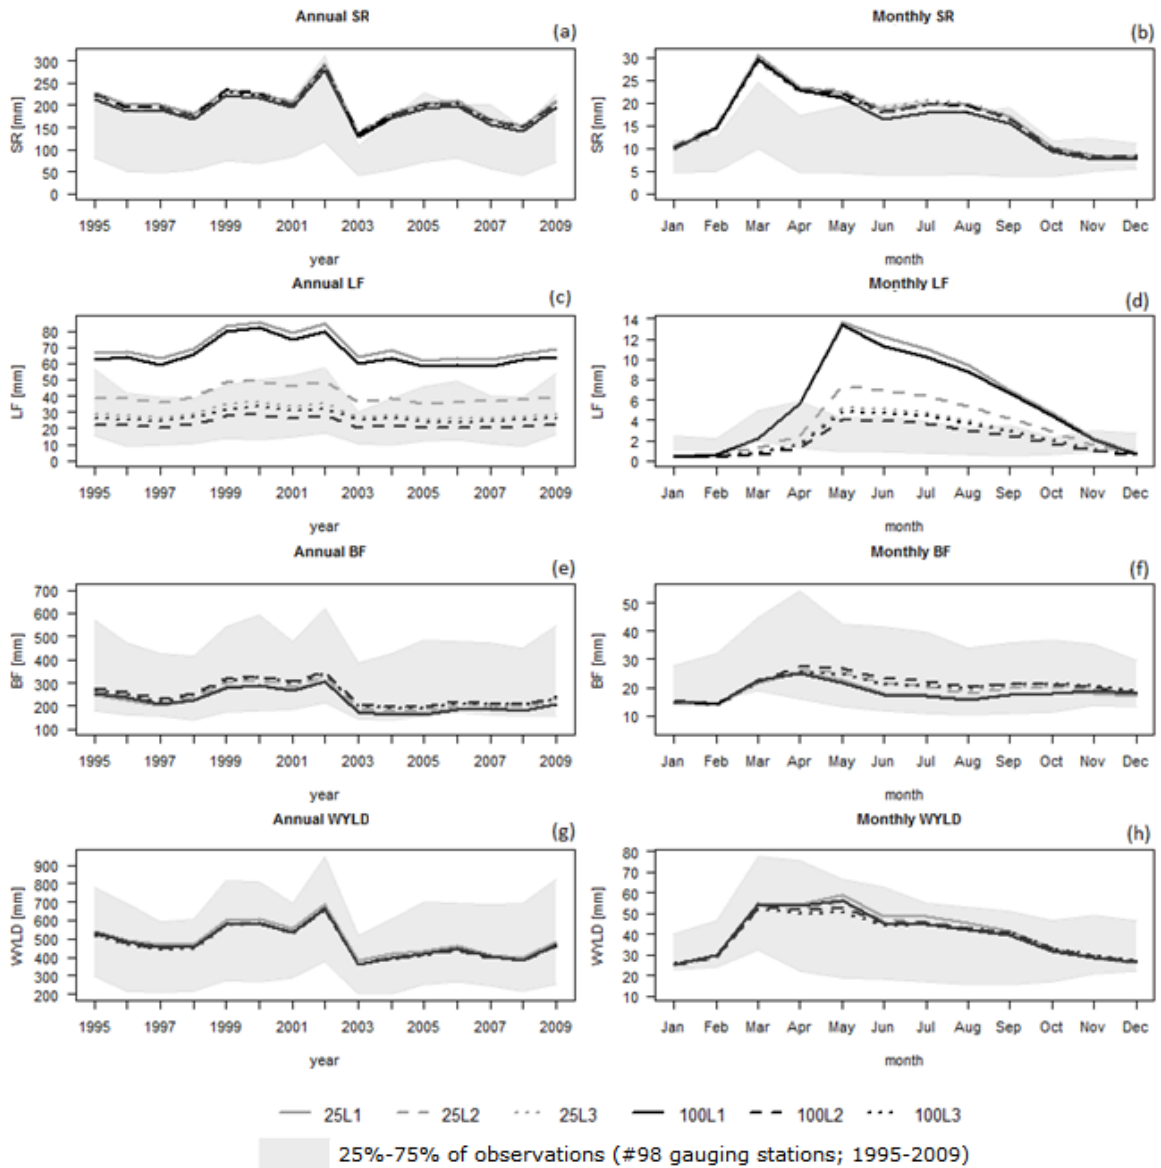 Annual SR
(a)
SR [mm]
300
250
200
150
100
50
0
1995 1997 1999 2001 2003 2005 2007 2009
year
Monthly SR
(b)
SR [mm]
30
25
20
15
10
5
0
Jan Feb Mar Apr May Jun Jul Aug Sep Oct Nov Dec
month
Annual LF
(c)
LF [mm]
80
70
60
50
40
30
20
10
0
1995 1997 1999 2001 2003 2005 2007 2009
year
Monthly LF
(d)
LF [mm]
14
12
10
8
6
4
2
0
Jan Feb Mar Apr May Jun Jul Aug Sep Oct Nov Dec
month
Annual BF
(e)
BF [mm]
700
600
500
400
300
200
100
1995 1997 1999 2001 2003 2005 2007 2009
year
Monthly BF
(f)
BF [mm]
50
40
30
20
10
Jan Feb Mar Apr May Jun Jul Aug Sep Oct Nov Dec
month
Annual WYLD
(g)
WYLD [mm]
900
800
700
600
500
400
300
200
1995 1997 1999 2001 2003 2005 2007 2009
year
Monthly WYLD
(h)
WYLD [mm]
80
70
60
50
40
30
20
10
Jan Feb Mar Apr May Jun Jul Aug Sep Oct Nov Dec
month
25L1 25L2 25L3 100L1 100L2 100L3
25%-75% of observations (#98 gauging stations; 1995-2009)